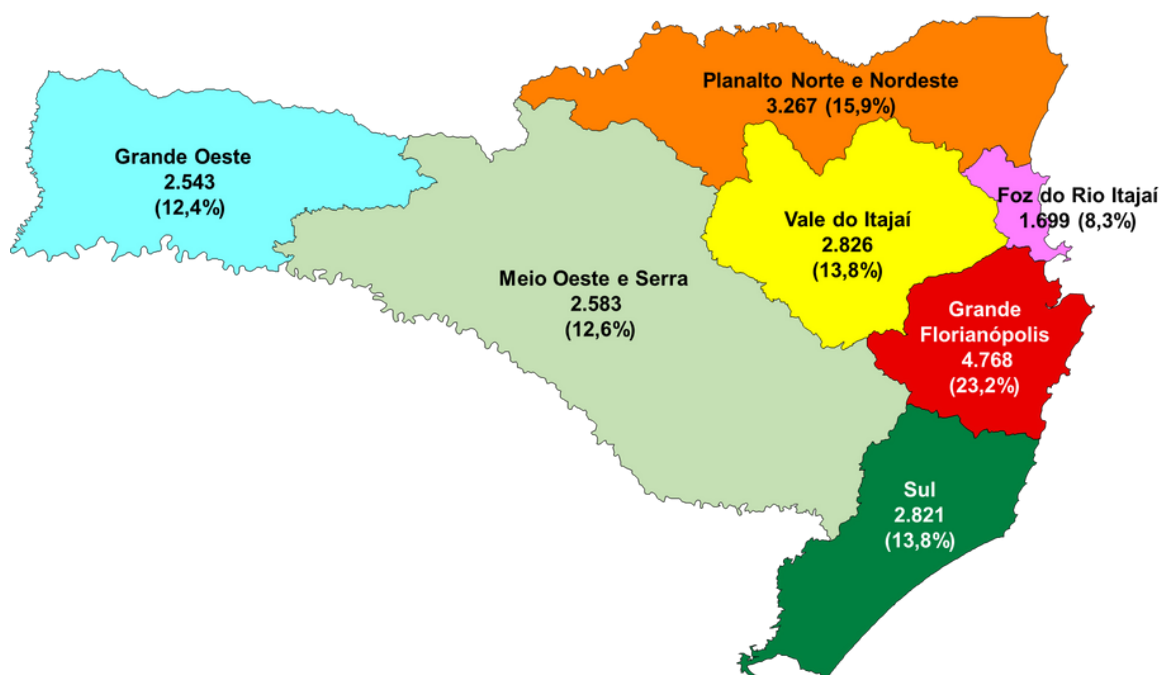 Planalto Norte e Nordeste
3.267 (15,9%)
Grande Oeste
2.543
(12,4%)
Foz do Rio Itajaí
1.699 (8,3%)
Vale do Itajaí
2.826
(13,8%)
Meio Oeste e Serra
2.583
(12,6%)
Grande
Florianópolis
4.768
(23,2%)
Sul
2.821
(13,8%)